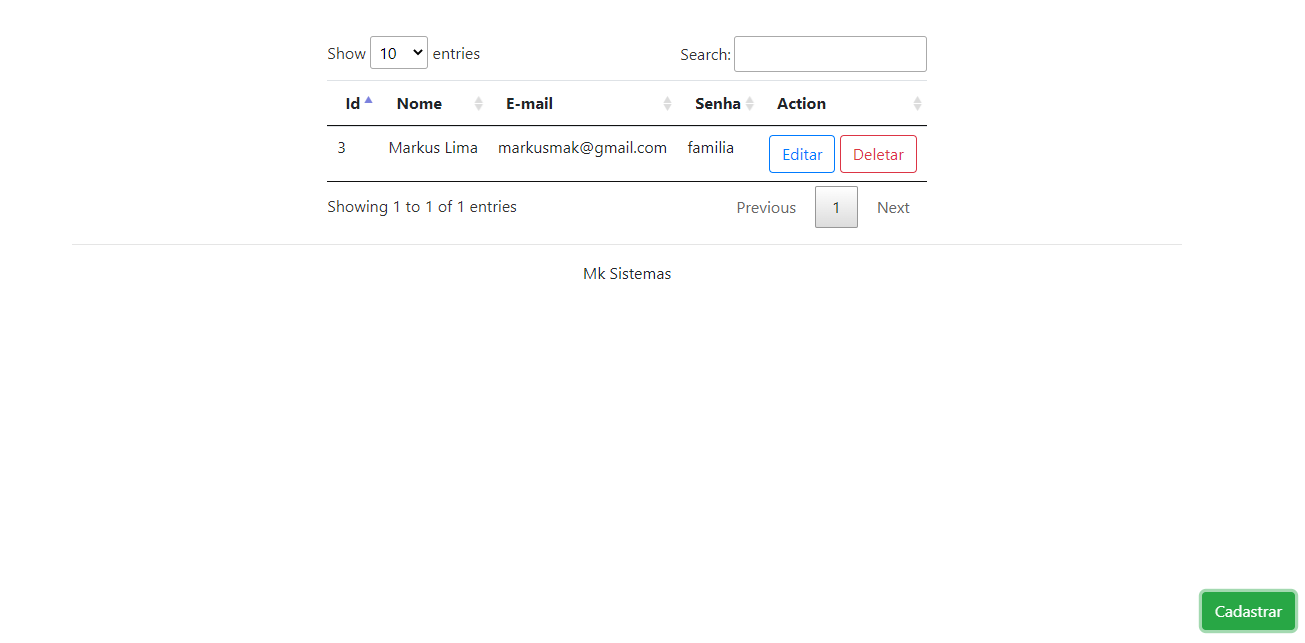 Show 10 entries Search:
Id Nome E-mail Senha Action
3 Markus Lima markusmak@gmail.com familia Editar Deletar
Showing 1 to 1 of 1 entries Previous 1 Next
Mk Sistemas
Cadastrar